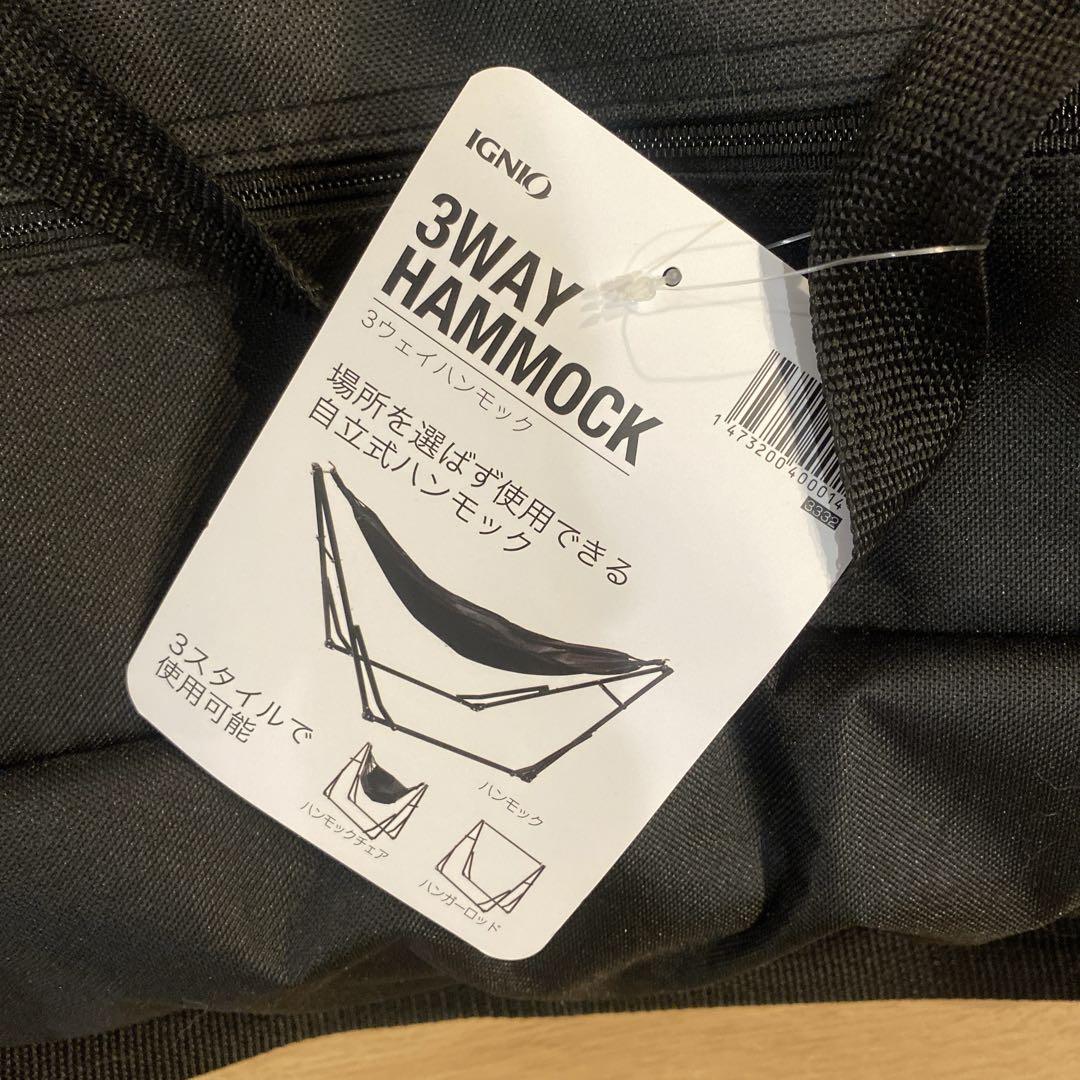 IGNIO
3WAY
HAMMOCK
3ウェイハンモック
場所を選ばず使用できる
自立式ハンモック
3スタイルで
使用可能
ハンモック
ハンモックチェア
ハンガーロッド
1 473200 400014
3332